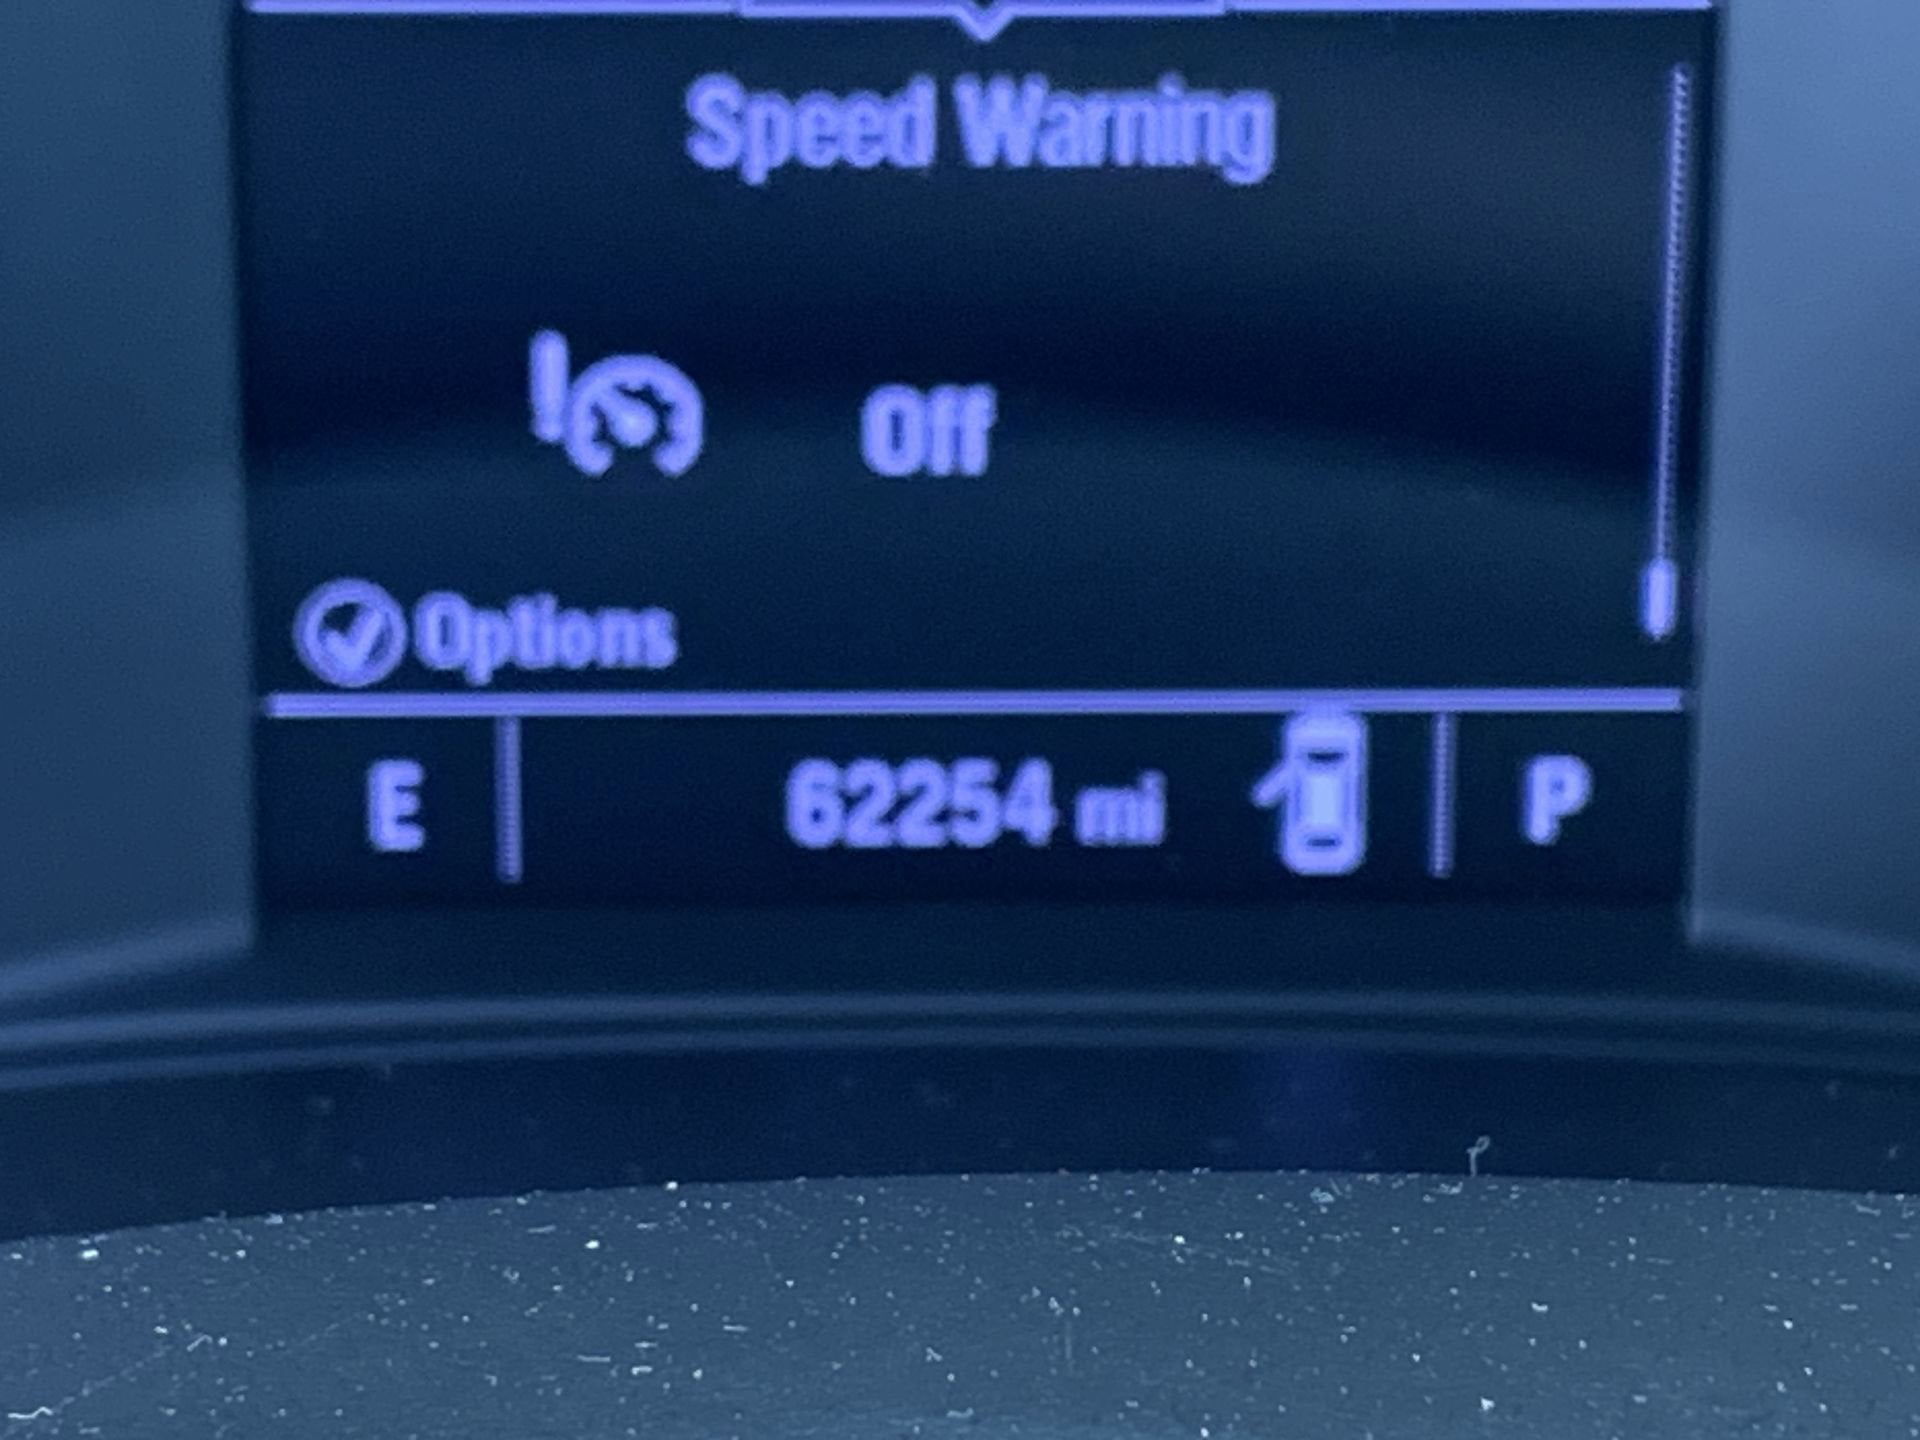 Speed Warning
Off
Options
E 62254 mi P